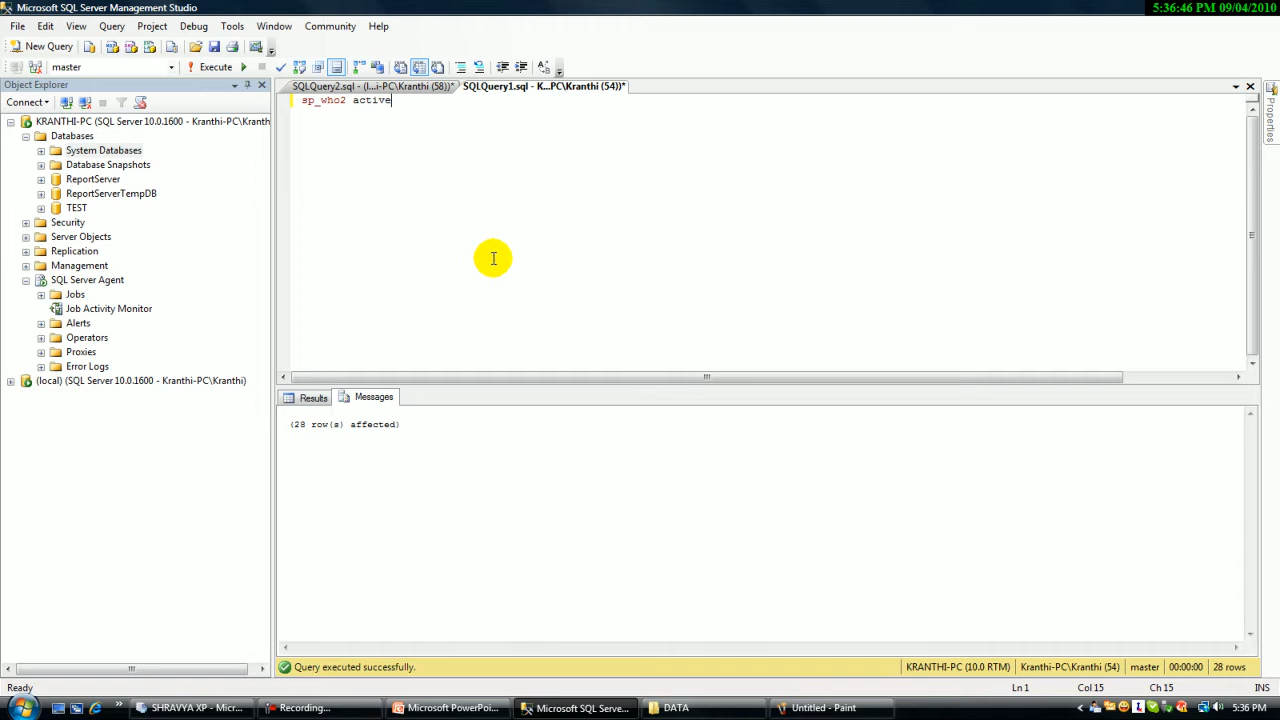 Microsoft SQL Server Management Studio
5:36:46 PM 09/04/2010
File Edit View Query Project Debug Tools Window Community Help
New Query
master Execute
Object Explorer
SQLQuery2.sql - (l...i-PC\Kranthi (58))* SQLQuery1.sql - K...PC\Kranthi (54))*
Connect
sp_who2 active
Properties
KRANTHI-PC (SQL Server 10.0.1600 - Kranthi-PC\Kranth
Databases
System Databases
Database Snapshots
ReportServer
ReportServerTempDB
TEST
Security
Server Objects
Replication
Management
SQL Server Agent
Jobs
Job Activity Monitor
Alerts
Operators
Proxies
Error Logs
(local) (SQL Server 10.0.1600 - Kranthi-PC\Kranthi)
Results Messages
(28 row(s) affected)
Query executed successfully. KRANTHI-PC (10.0 RTM) Kranthi-PC\Kranthi (54) master 00:00:00 28 rows
Ready Ln 1 Col 15 Ch 15 INS
SHRAVYA XP - Micr... Recording... Microsoft PowerPoi... Microsoft SQL Serve... DATA Untitled - Paint 5:36 PM